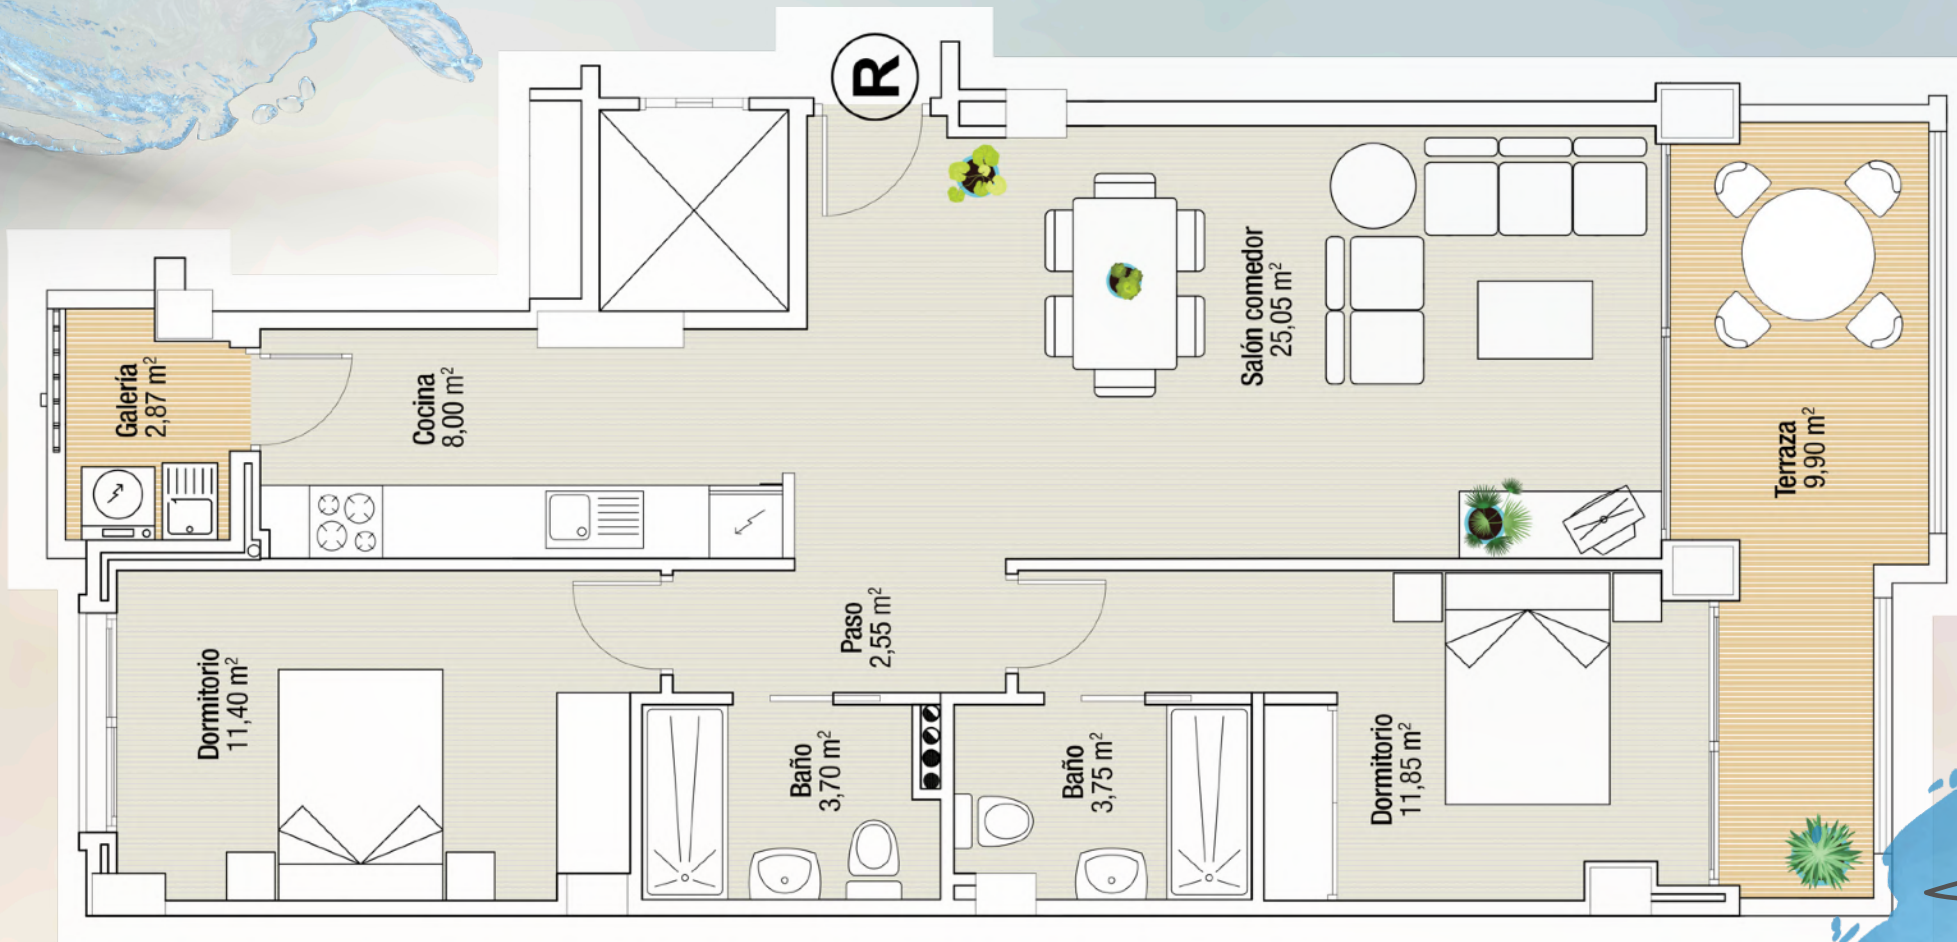 R
Galería
2,87 m²
Cocina
8,00 m²
Salón comedor
25,05 m²
Terraza
9,90 m²
Dormitorio
11,40 m²
Paso
2,55 m²
Baño
3,70 m²
Baño
3,75 m²
Dormitorio
11,85 m²